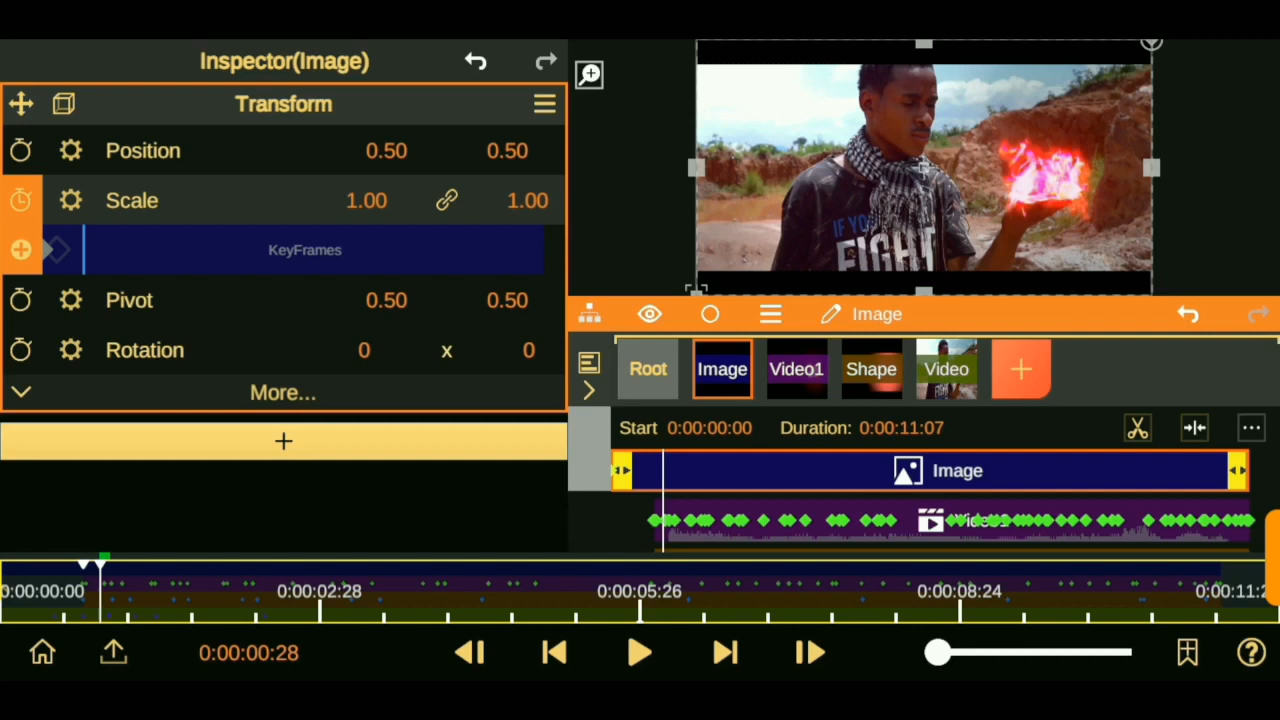 Inspector(Image)
Transform
Position 0.50 0.50
Scale 1.00 1.00
KeyFrames
Pivot 0.50 0.50
Rotation 0 x 0
More...
IF YO
FIGHT
Image
Root Image Video1 Shape Video
Start 0:00:00:00 Duration: 0:00:11:07
Image
0:00:00:00 0:00:02:28 0:00:05:26 0:00:08:24 0:00:11:2
0:00:00:28